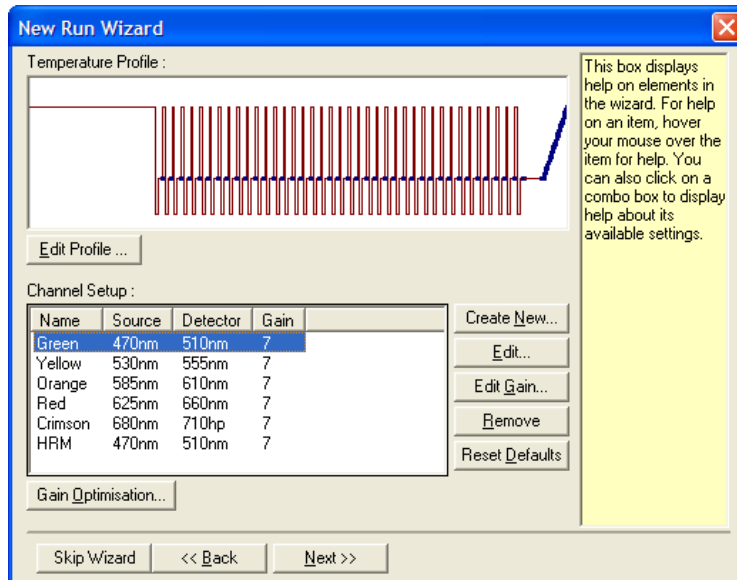 New Run Wizard
Temperature Profile :
This box displays
help on elements in
the wizard. For help
on an item, hover
your mouse over the
item for help. You
can also click on a
combo box to display
help about its
available settings.
Edit Profile ...
Channel Setup :
Name Source Detector Gain
Green 470nm 510nm 7
Yellow 530nm 555nm 7
Orange 585nm 610nm 7
Red 625nm 660nm 7
Crimson 680nm 710hp 7
HRM 470nm 510nm 7
Create New...
Edit...
Edit Gain...
Remove
Reset Defaults
Gain Optimisation...
Skip Wizard << Back Next >>